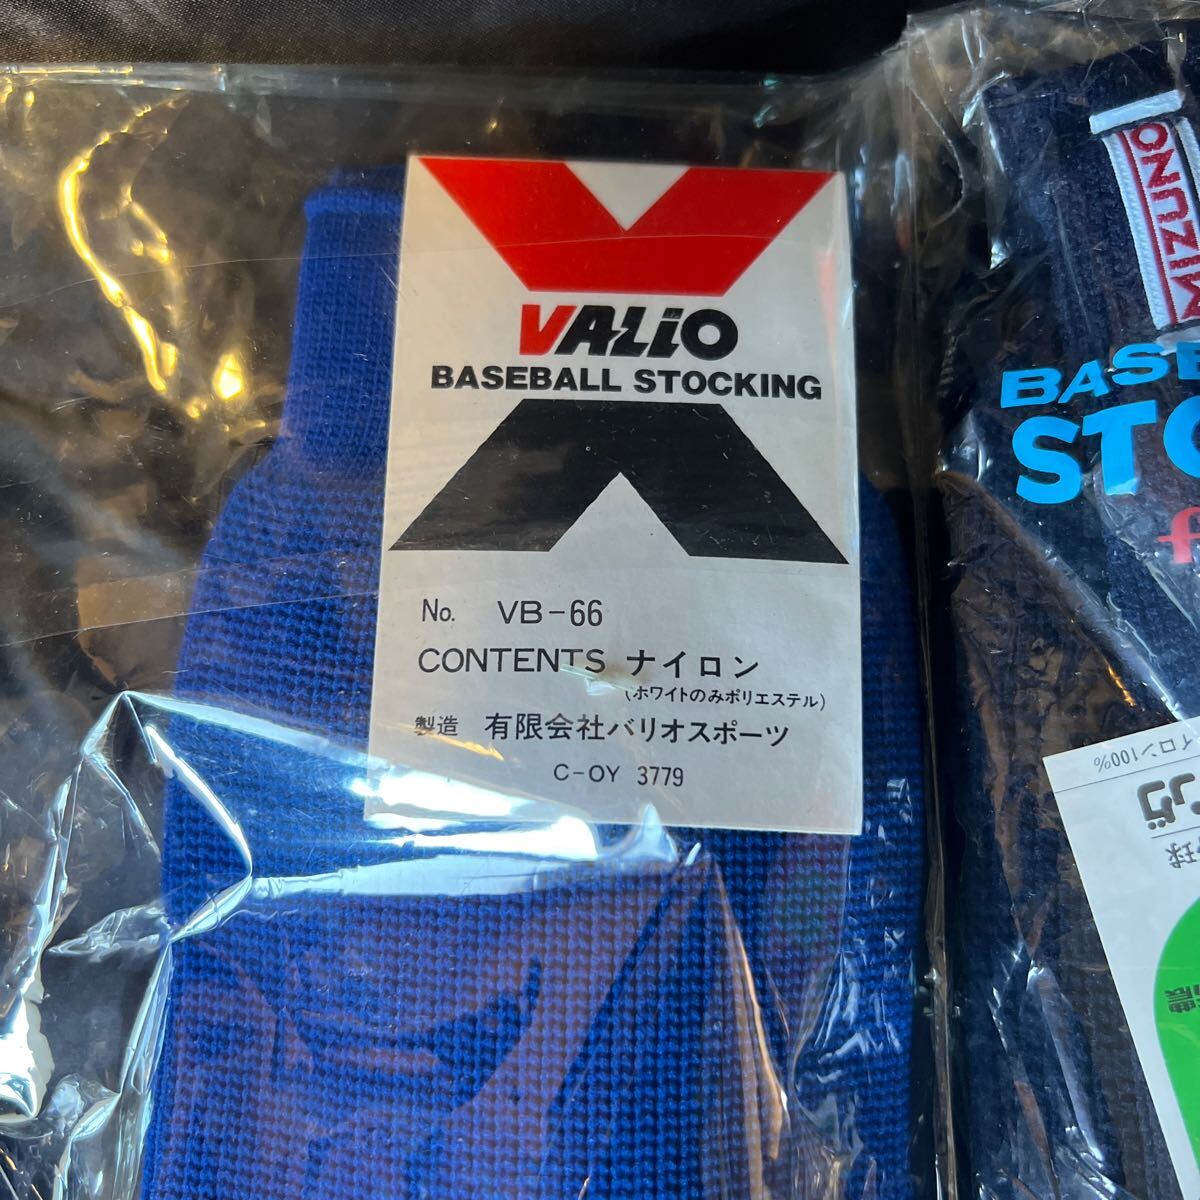 VALiO
BASEBALL STOCKING
No. VB-66
CONTENTS ナイロン
(ホワイトのみポリエステル)
製造 有限会社バリオスポーツ
C-OY 3779
MIZUNO